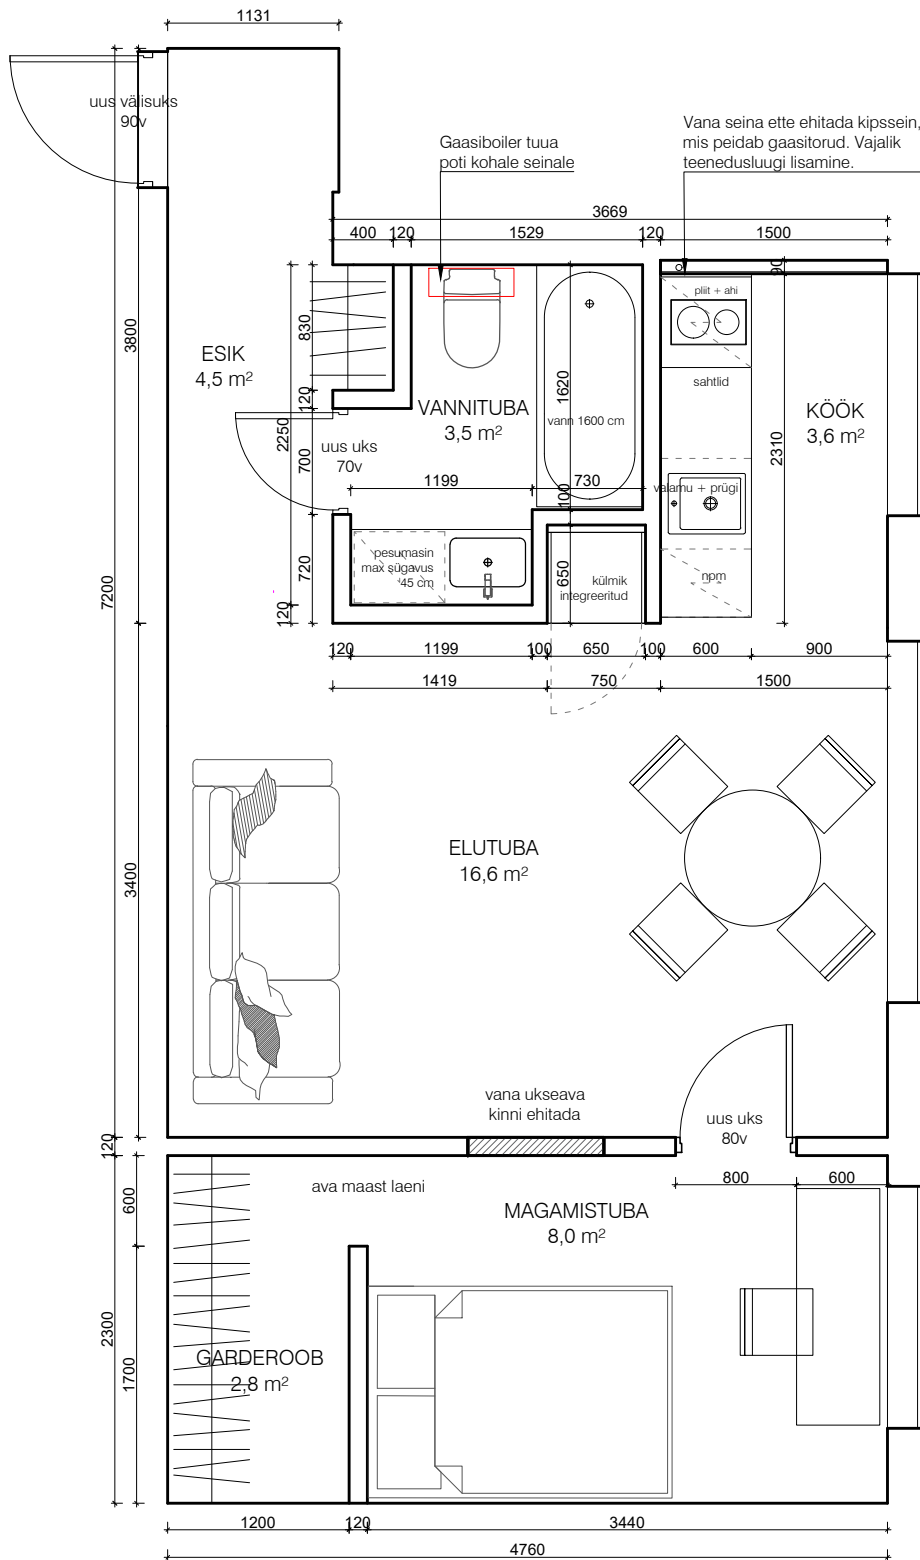 1131
uus välisuks
90v
Gaasiboiler tuua
poti kohale seinale
Vana seina ette ehitada kipssein,
mis peidab gaasitorud. Vajalik
teenedusluugi lisamine.
3669
400
120
1529
120
1500
90
pliit + ahi
3800
830
ESIK
4,5 m²
sahtlid
1620
120
VANNITUBA
3,5 m²
vann 1600 cm
KÖÖK
3,6 m²
2250
2310
uus uks
70v
700
1199
730
100
valamu + prügi
7200
720
pesumasin
max sügavus
45 cm
650
külmik
integreeritud
npm
120
120
1199
100
650
100
600
900
1419
750
1500
ELUTUBA
16,6 m²
3400
vana ukseava
kinni ehitada
uus uks
80v
120
800
600
ava maast laeni
600
MAGAMISTUBA
8,0 m²
2300
1700
GARDEROOB
2,8 m²
1200
120
3440
4760